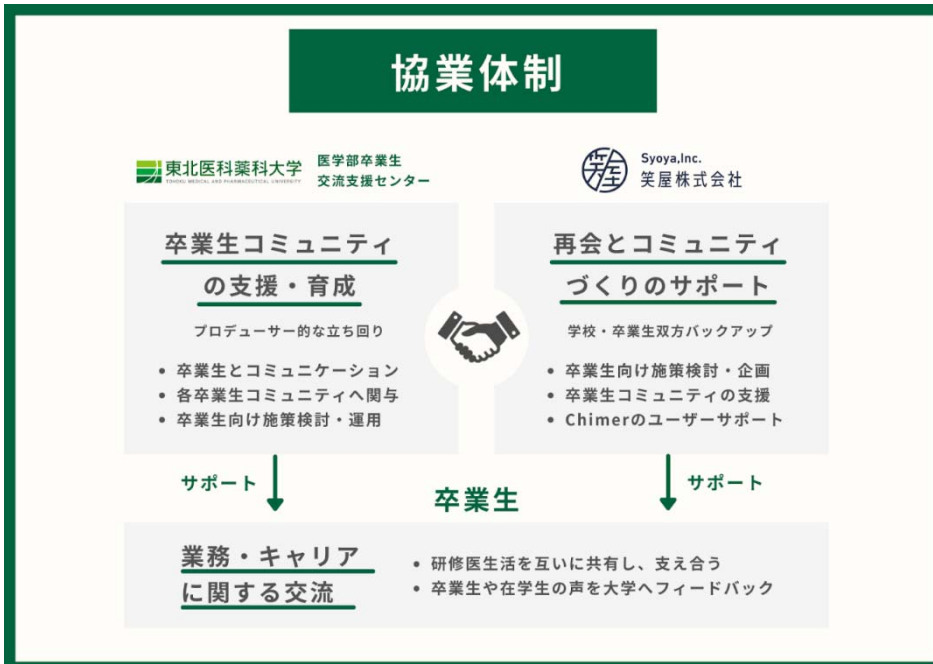 協業体制
東北医科薬科大学
TOHOKU MEDICAL AND PHARMACEUTICAL UNIVERSITY
医学部卒業生
交流支援センター
笑屋
Syoya,Inc.
笑屋株式会社
卒業生コミュニティ
の支援・育成
プロデューサー的な立ち回り
• 卒業生とコミュニケーション
• 各卒業生コミュニティへ関与
• 卒業生向け施策検討・運用
再会とコミュニティ
づくりのサポート
学校・卒業生双方バックアップ
• 卒業生向け施策検討・企画
• 卒業生コミュニティの支援
• Chimerのユーザーサポート
サポート
卒業生
サポート
業務・キャリア
に関する交流
• 研修医生活を互いに共有し、支え合う
• 卒業生や在学生の声を大学へフィードバック